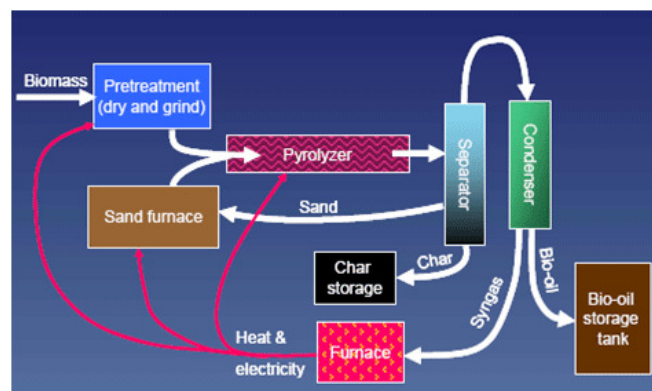 Biomass
Pretreatment
(dry and grind)
Pyrolyzer
Separator
Condenser
Sand furnace
Sand
Char
Char
storage
Syngas
Bio-oil
Bio-oil
storage
tank
Heat &
electricity
Furnace